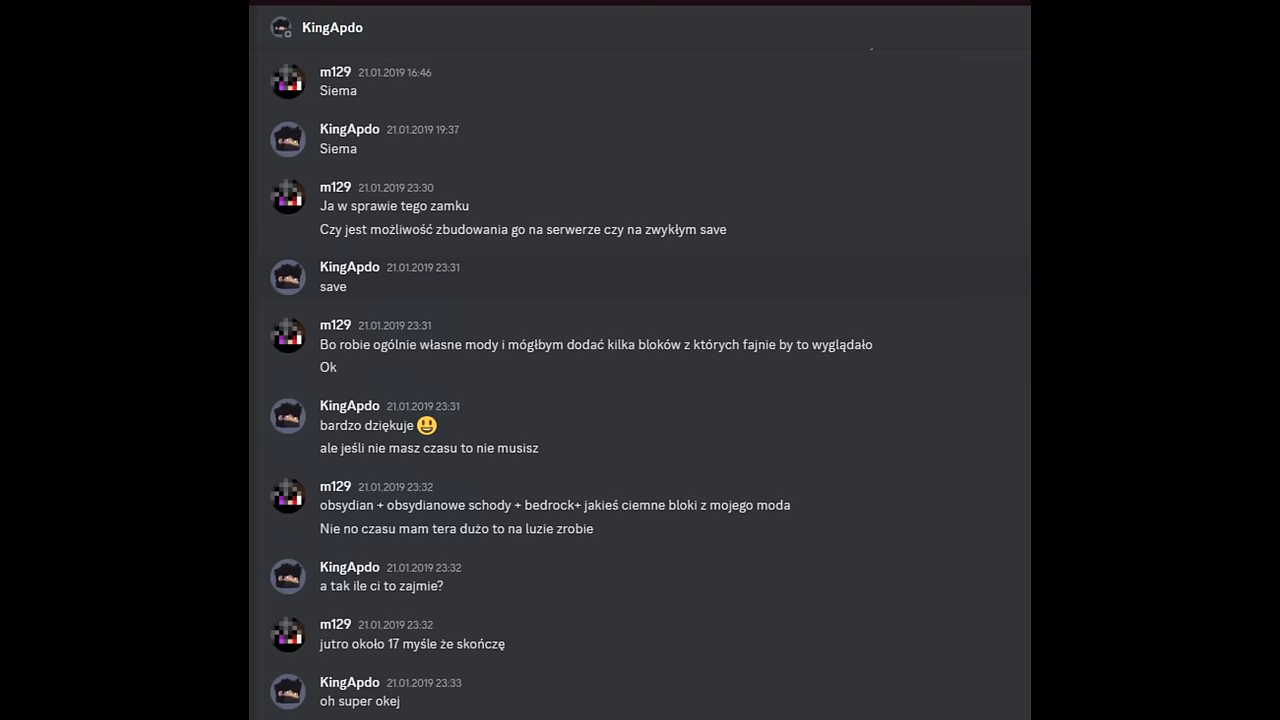 KingApdo
m129 21.01.2019 16:46
Siema
KingApdo 21.01.2019 19:37
Siema
m129 21.01.2019 23:30
Ja w sprawie tego zamku
Czy jest możliwość zbudowania go na serwerze czy na zwykłym save
KingApdo 21.01.2019 23:31
save
m129 21.01.2019 23:31
Bo robie ogólnie własne mody i mógłbym dodać kilka bloków z których fajnie by to wyglądało
Ok
KingApdo 21.01.2019 23:31
bardzo dziękuje 😃
ale jeśli nie masz czasu to nie musisz
m129 21.01.2019 23:32
obsydian + obsydianowe schody + bedrock+ jakieś ciemne bloki z mojego moda
Nie no czasu mam tera dużo to na luzie zrobie
KingApdo 21.01.2019 23:32
a tak ile ci to zajmie?
m129 21.01.2019 23:32
jutro około 17 myśle że skończę
KingApdo 21.01.2019 23:33
oh super okej